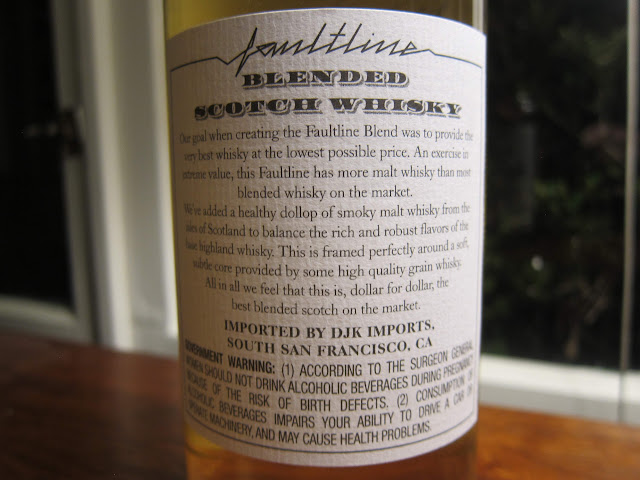 faultline
BLENDED
SCOTCH WHISKY
Our goal when creating the Faultline Blend was to provide the
very best whisky at the lowest possible price. An exercise in
extreme value, this Faultline has more malt whisky than most
blended whisky on the market.
We've added a healthy dollop of smoky malt whisky from the
isles of Scotland to balance the rich and robust flavors of the
base highland whisky. This is framed perfectly around a soft,
subtle core provided by some high quality grain whisky.
All in all we feel that this is, dollar for dollar, the
best blended scotch on the market.
IMPORTED BY DJK IMPORTS,
SOUTH SAN FRANCISCO, CA
GOVERNMENT WARNING: (1) ACCORDING TO THE SURGEON GENERAL
WOMEN SHOULD NOT DRINK ALCOHOLIC BEVERAGES DURING PREGNANCY
BECAUSE OF THE RISK OF BIRTH DEFECTS. (2) CONSUMPTION OF
ALCOHOLIC BEVERAGES IMPAIRS YOUR ABILITY TO DRIVE A CAR OR
OPERATE MACHINERY, AND MAY CAUSE HEALTH PROBLEMS.